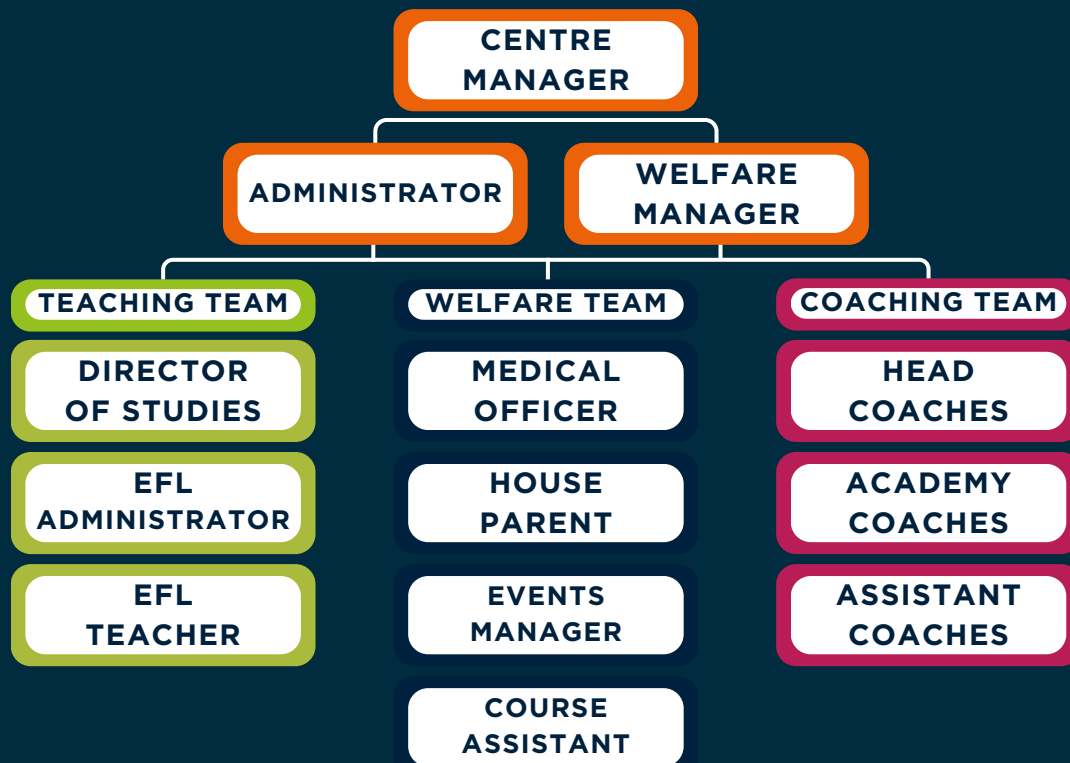 CENTRE
MANAGER
ADMINISTRATOR
WELFARE
MANAGER
TEACHING TEAM
DIRECTOR
OF STUDIES
EFL
ADMINISTRATOR
EFL
TEACHER
WELFARE TEAM
MEDICAL
OFFICER
HOUSE
PARENT
EVENTS
MANAGER
COURSE
ASSISTANT
COACHING TEAM
HEAD
COACHES
ACADEMY
COACHES
ASSISTANT
COACHES